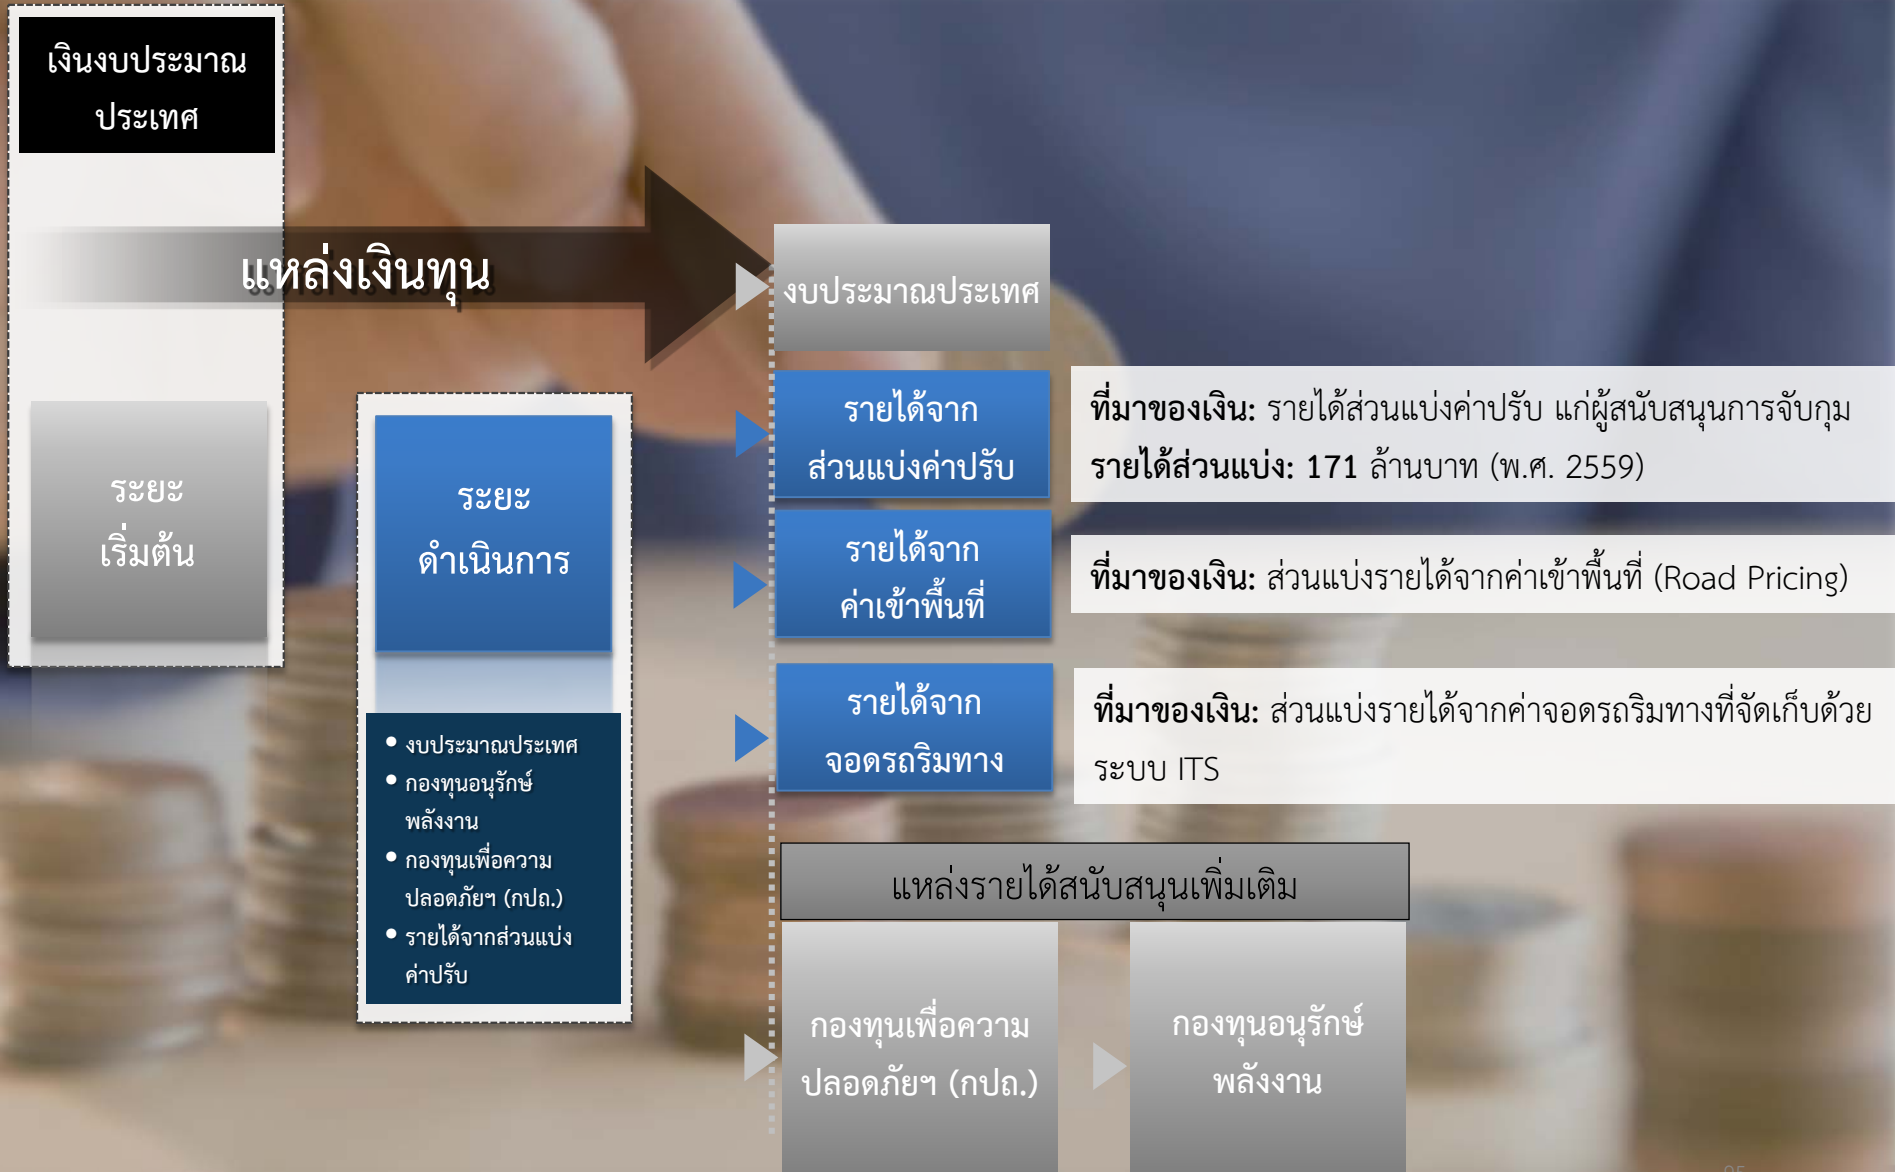 เงินงบประมาณ
ประเทศ
แหล่งเงินทุน
ระยะ
เริ่มต้น
ระยะ
ดำเนินการ
• งบประมาณประเทศ
• กองทุนอนุรักษ์
พลังงาน
• กองทุนเพื่อความ
ปลอดภัยฯ (กปถ.)
• รายได้จากส่วนแบ่ง
ค่าปรับ
งบประมาณประเทศ
รายได้จาก
ส่วนแบ่งค่าปรับ
ที่มาของเงิน: รายได้ส่วนแบ่งค่าปรับ แก่ผู้สนับสนุนการจับกุม
รายได้ส่วนแบ่ง: 171 ล้านบาท (พ.ศ. 2559)
รายได้จาก
ค่าเข้าพื้นที่
ที่มาของเงิน: ส่วนแบ่งรายได้จากค่าเข้าพื้นที่ (Road Pricing)
รายได้จาก
จอดรถริมทาง
ที่มาของเงิน: ส่วนแบ่งรายได้จากค่าจอดรถริมทางที่จัดเก็บด้วย
ระบบ ITS
แหล่งรายได้สนับสนุนเพิ่มเติม
กองทุนเพื่อความ
ปลอดภัยฯ (กปถ.)
กองทุนอนุรักษ์
พลังงาน